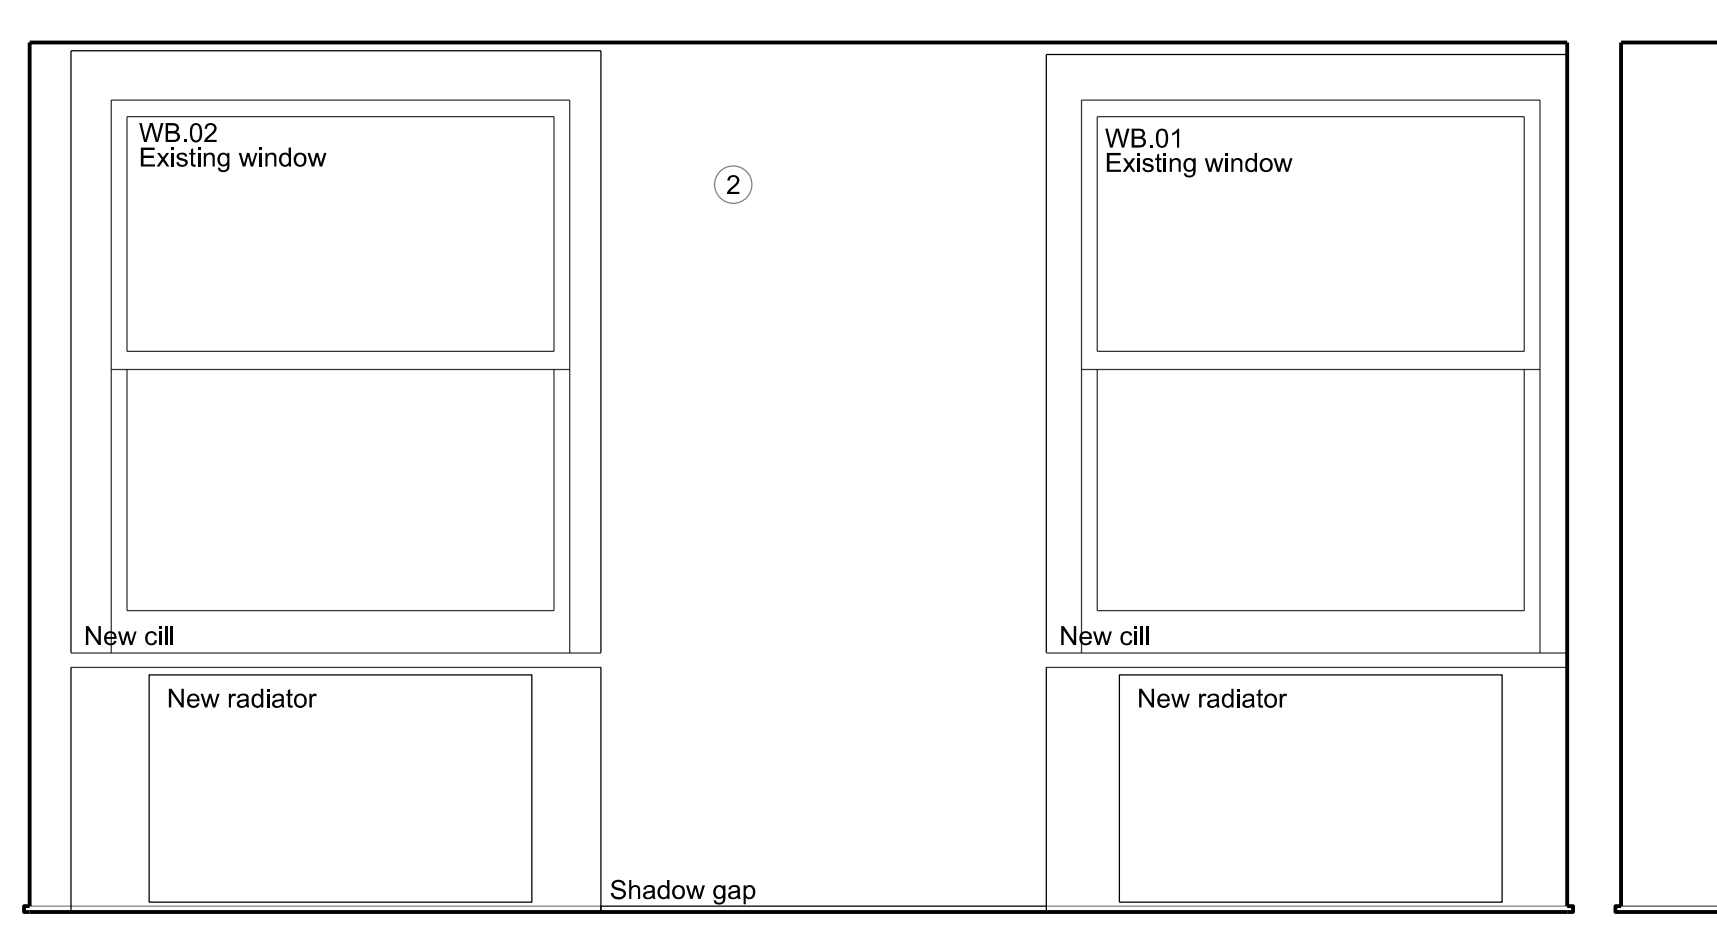 WB.02
Existing window
2
WB.01
Existing window
New cill
New cill
New radiator
New radiator
Shadow gap